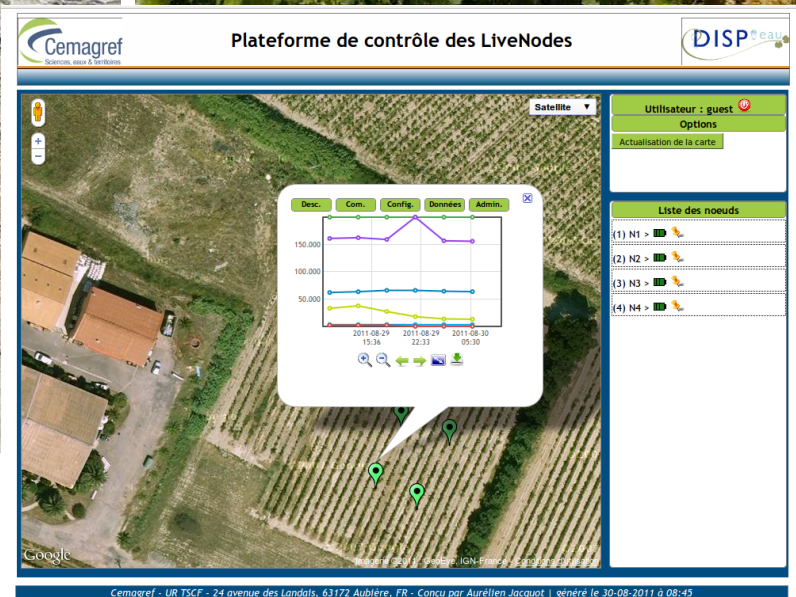 Cemagref
Sciences, eaux & territoires
Plateforme de contrôle des LiveNodes
DISP'eau
Satellite ▼
+
−
Utilisateur : guest
Options
Actualisation de la carte
Liste des noeuds
(1) N1 >
(2) N2 >
(3) N3 >
(4) N4 >
Desc. Com. Config. Données Admin.
150.000
100.000
50.000
2011-08-29 2011-08-29 2011-08-30
15:36 22:33 05:30
Google
Imagerie ©2011 , GeoEye, IGN-France - Conditions d'utilisation
Cemagref - UR TSCF - 24 avenue des Landais, 63172 Aubière, FR - Conçu par Aurélien Jacquot | généré le 30-08-2011 à 08:45